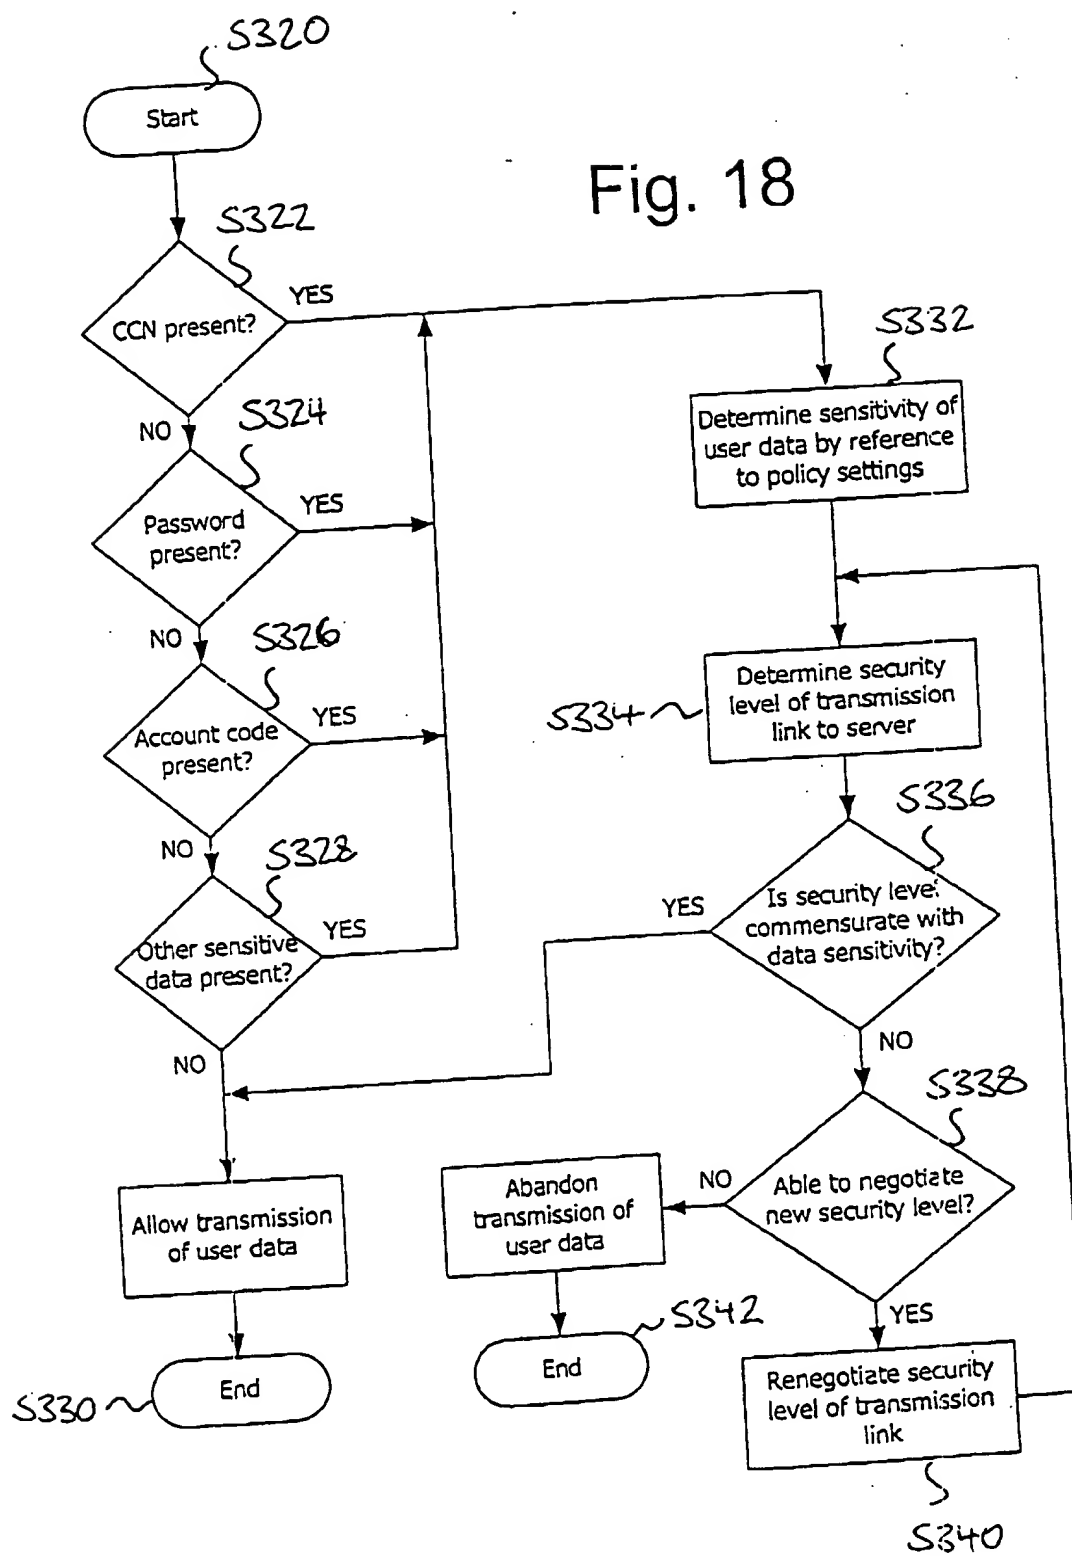 S320
Start
Fig. 18
S322
YES
CCN present?
S332
NO
S324
Determine sensitivity of
user data by reference
to policy settings
YES
Password
present?
NO
S326
Determine security
level of transmission
link to server
S334
YES
Account code
present?
S336
NO
S328
Is security level
commensurate with
data sensitivity?
YES
YES
Other sensitive
data present?
NO
NO
S338
Able to negotiate
new security level?
NO
Abandon
transmission of
user data
Allow transmission
of user data
YES
S342
End
End
S330
Renegotiate security
level of transmission
link
S340